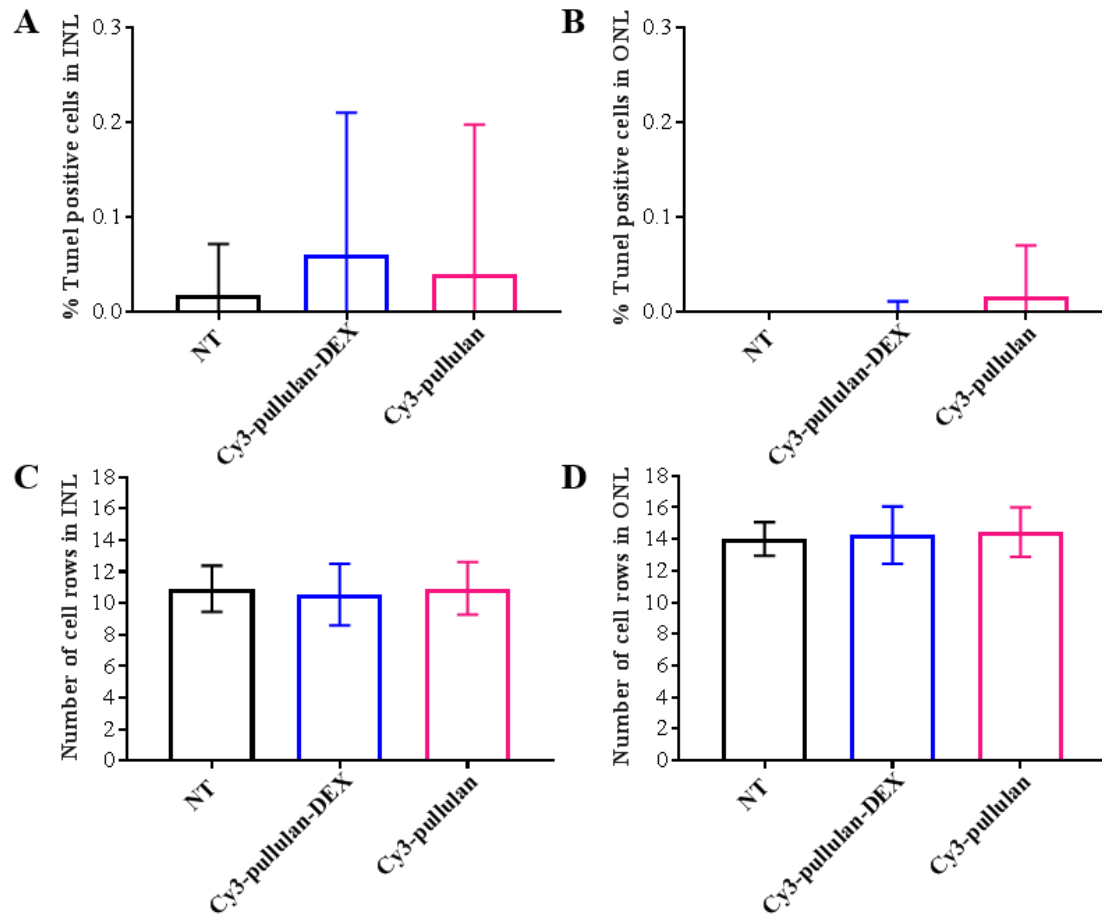 A
% Tunel positive cells in INL
0.3
0.2
0.1
0.0
NT
Cy3-pullulan-DEX
Cy3-pullulan
B
% Tunel positive cells in ONL
0.3
0.2
0.1
0.0
NT
Cy3-pullulan-DEX
Cy3-pullulan
C
Number of cell rows in INL
18
16
14
12
10
8
6
4
2
0
NT
Cy3-pullulan-DEX
Cy3-pullulan
D
Number of cell rows in ONL
18
16
14
12
10
8
6
4
2
0
NT
Cy3-pullulan-DEX
Cy3-pullulan